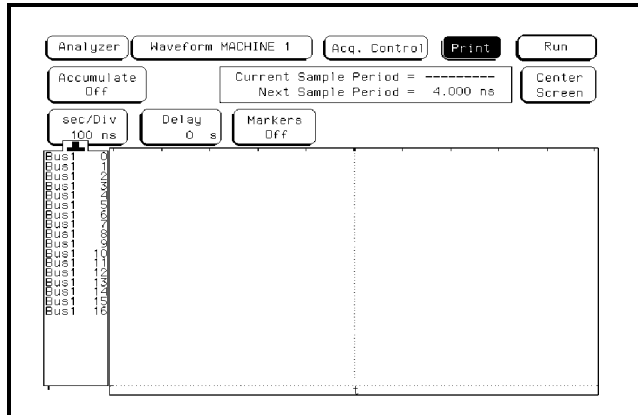 Analyzer Waveform MACHINE 1 Acq. Control Print Run
Accumulate
Off
Current Sample Period = ---------
Next Sample Period = 4.000 ns
Center
Screen
sec/Div
100 ns
Delay
0 s
Markers
Off
Bus1 0
Bus1 1
Bus1 2
Bus1 3
Bus1 4
Bus1 5
Bus1 6
Bus1 7
Bus1 8
Bus1 9
Bus1 10
Bus1 11
Bus1 12
Bus1 13
Bus1 14
Bus1 15
Bus1 16
t